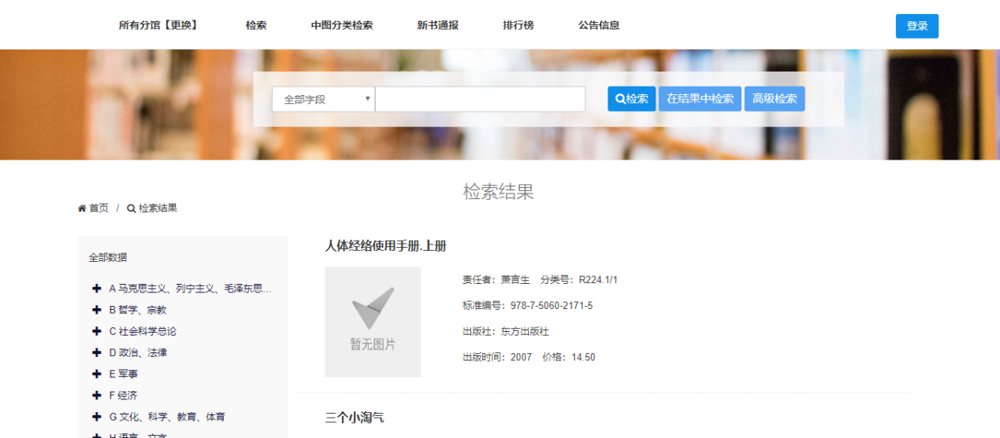 所有分馆【更换】 检索 中图分类检索 新书通报 排行榜 公告信息 登录
全部字段 检索 在结果中检索 高级检索
检索结果
首页 / 检索结果
全部数据
A 马克思主义、列宁主义、毛泽东思...
B 哲学、宗教
C 社会科学总论
D 政治、法律
E 军事
F 经济
G 文化、科学、教育、体育
H 语言、文字
人体经络使用手册.上册
暂无图片
责任者：萧言生 分类号：R224.1/1
标准编号：978-7-5060-2171-5
出版社：东方出版社
出版时间：2007 价格：14.50
三个小淘气